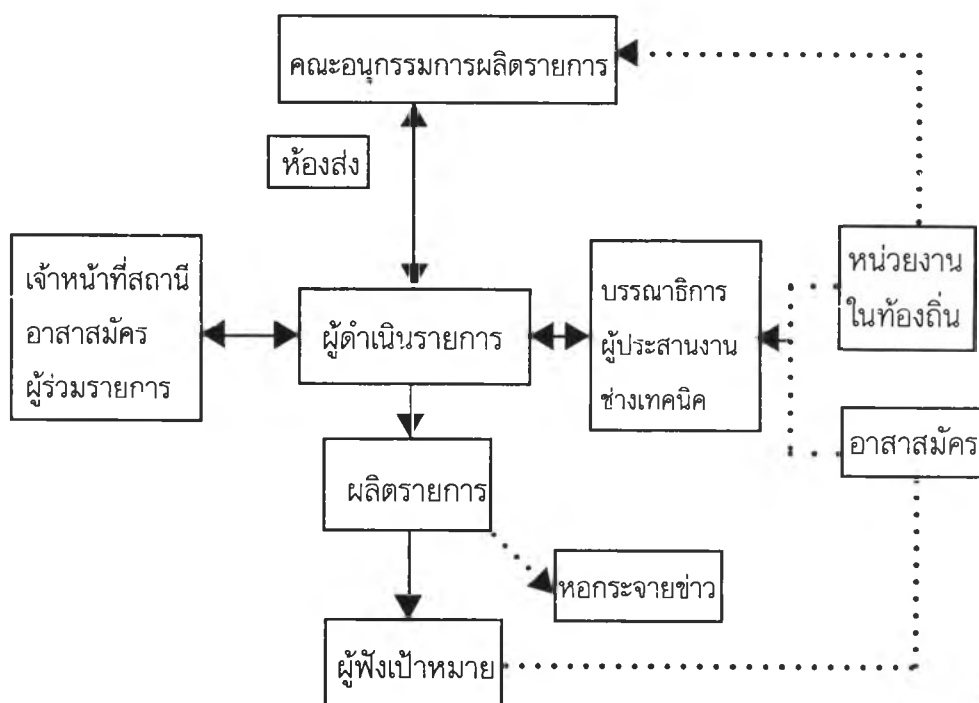 คณะอนุกรรมการผลิตรายการ
ห้องส่ง
เจ้าหน้าที่สถานี
อาสาสมัคร
ผู้ร่วมรายการ
ผู้ดำเนินรายการ
บรรณาธิการ
ผู้ประสานงาน
ช่างเทคนิค
หน่วยงาน
ในท้องถิ่น
อาสาสมัคร
ผลิตรายการ
หอกระจายข่าว
ผู้ฟังเป้าหมาย